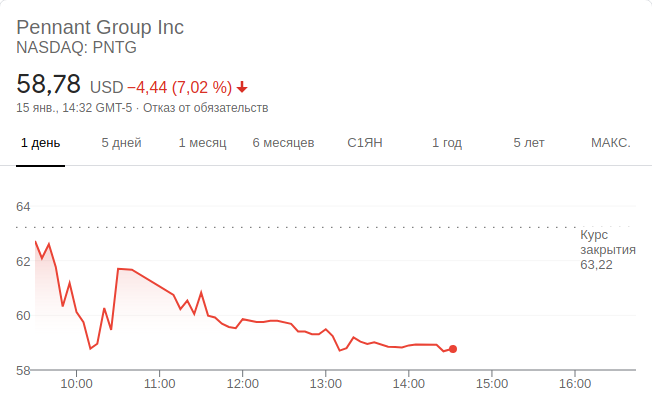 Pennant Group Inc
NASDAQ: PNTG
58,78 USD −4,44 (7,02 %)
15 янв., 14:32 GMT-5 · Отказ от обязательств
1 день 5 дней 1 месяц 6 месяцев С1ЯН 1 год 5 лет МАКС.
64
Курс
закрытия
63,22
62
60
58
10:00 11:00 12:00 13:00 14:00 15:00 16:00